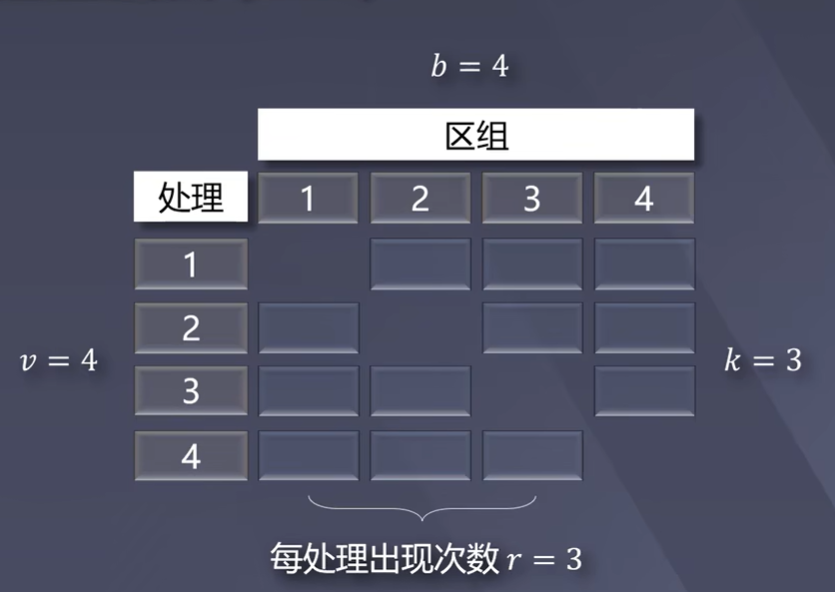 b = 4
区组
处理 1 2 3 4
1
2
v = 4
k = 3
3
4
每处理出现次数 r = 3